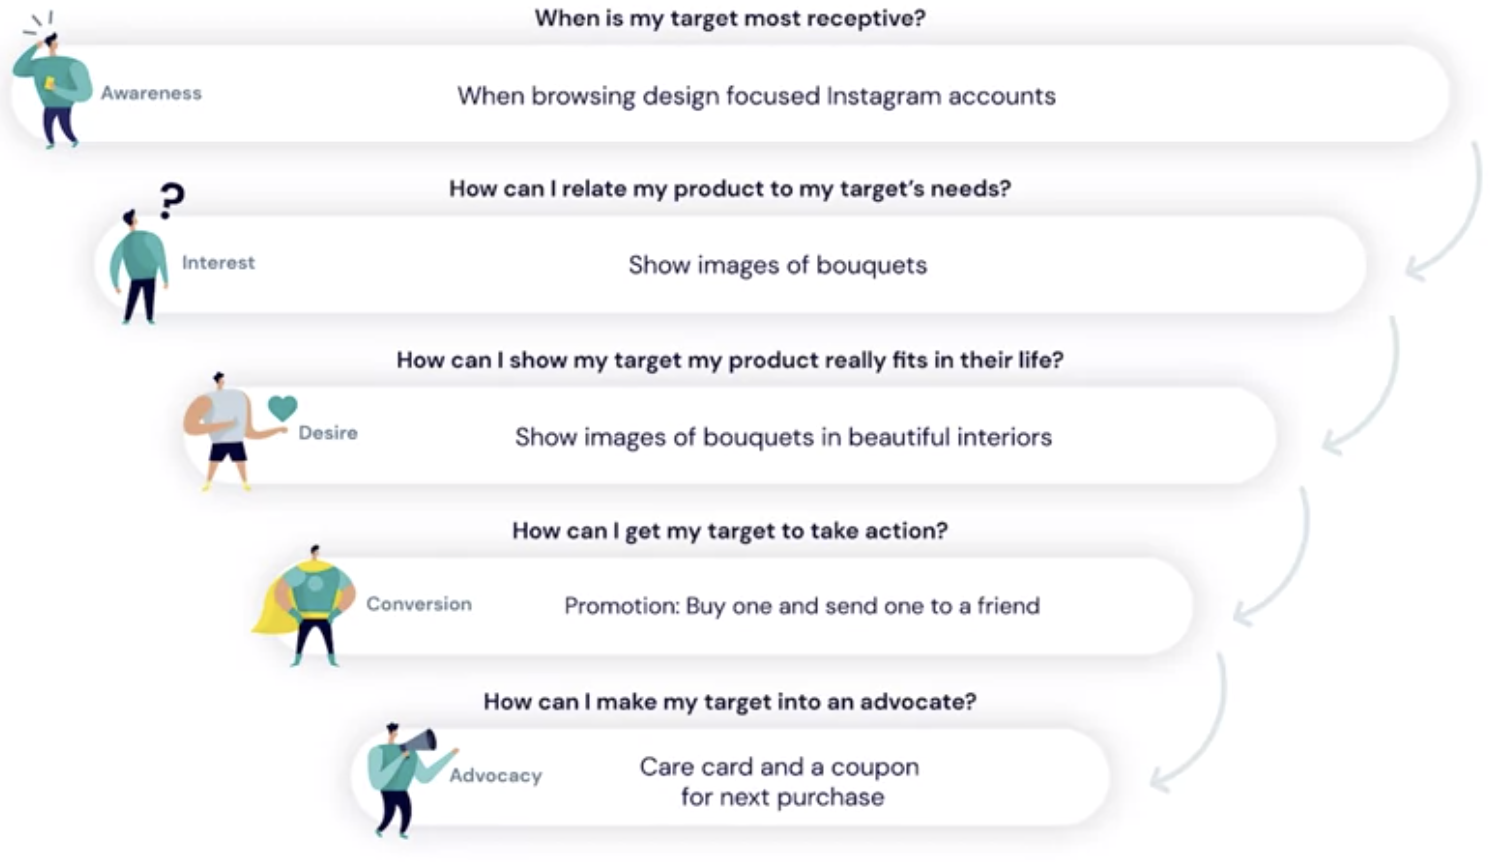 When is my target most receptive?
Awareness
When browsing design focused Instagram accounts
?
How can I relate my product to my target’s needs?
Interest
Show images of bouquets
How can I show my target my product really fits in their life?
Desire
Show images of bouquets in beautiful interiors
How can I get my target to take action?
Conversion
Promotion: Buy one and send one to a friend
How can I make my target into an advocate?
Advocacy
Care card and a coupon
for next purchase